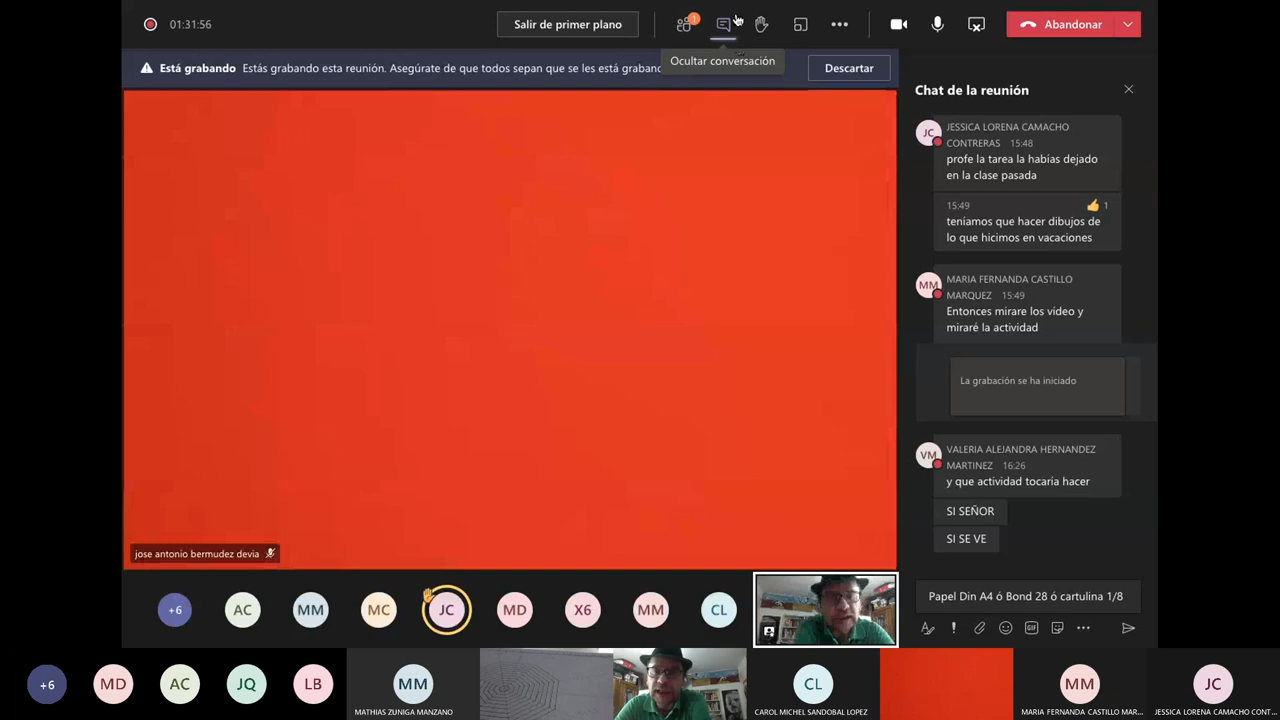 01:31:56
Salir de primer plano
1
Abandonar
Está grabando Estás grabando esta reunión. Asegúrate de que todos sepan que se les está graband
Descartar
Ocultar conversación
Chat de la reunión
JC
JESSICA LORENA CAMACHO
CONTRERAS 15:48
profe la tarea la habías dejado
en la clase pasada
15:49
1
teníamos que hacer dibujos de
lo que hicimos en vacaciones
MM
MARIA FERNANDA CASTILLO
MARQUEZ 15:49
Entonces mirare los vídeo y
miraré la actividad
La grabación se ha iniciado
VM
VALERIA ALEJANDRA HERNANDEZ
MARTINEZ 16:26
y que actividad tocaría hacer
SI SEÑOR
SI SE VE
jose antonio bermudez devia
Papel Din A4 ó Bond 28 ó cartulina 1/8
GIF
+6 AC MM MC JC MD X6 MM CL
+6 MD AC JQ LB MM CL MM JC
MATHIAS ZUNIGA MANZANO
CAROL MICHEL SANDOBAL LOPEZ
MARIA FERNANDA CASTILLO MAR...
JESSICA LORENA CAMACHO CONT...